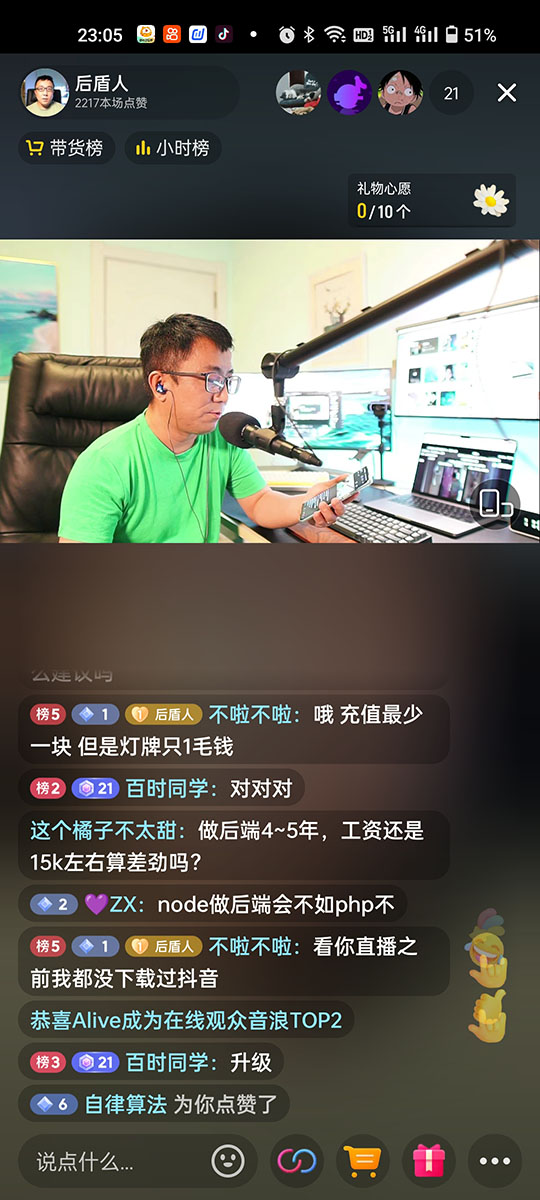 23:05
HD2 5G 4G 51%
后盾人
2217本场点赞
21
带货榜 小时榜
礼物心愿
0/10个
么建议吗
榜5 1 后盾人 不啦不啦：哦 充值最少
一块 但是灯牌只1毛钱
榜2 21 百时同学：对对对
这个橘子不太甜：做后端4~5年，工资还是
15k左右算差劲吗？
2 ZX：node做后端会不如php不
榜5 1 后盾人 不啦不啦：看你直播之
前我都没下载过抖音
恭喜Alive成为在线观众音浪TOP2
榜3 21 百时同学：升级
6 自律算法 为你点赞了
说点什么...